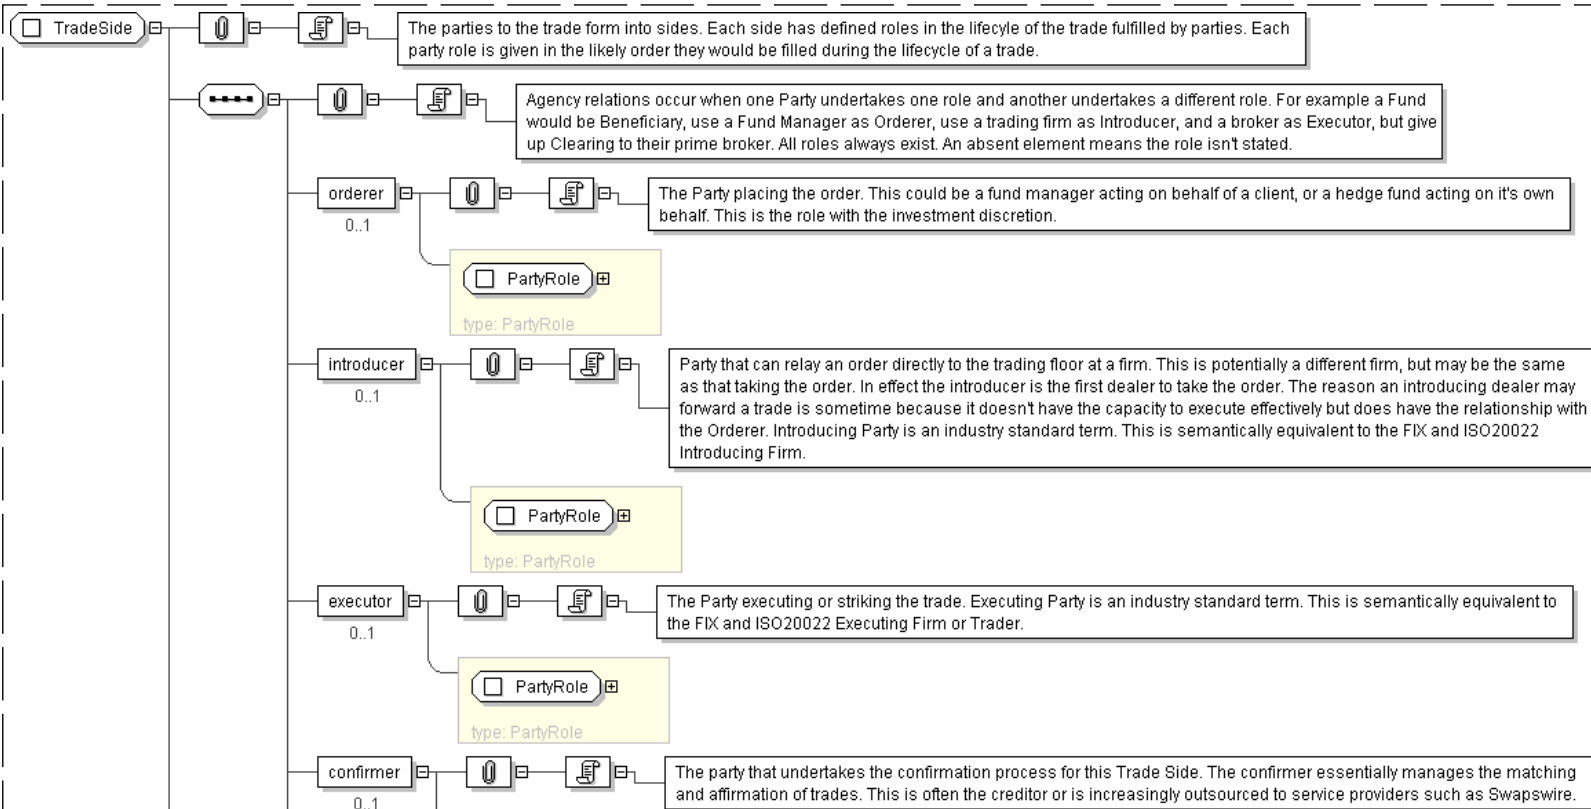 TradeSide
The parties to the trade form into sides. Each side has defined roles in the lifecyle of the trade fulfilled by parties. Each
party role is given in the likely order they would be filled during the lifecycle of a trade.
Agency relations occur when one Party undertakes one role and another undertakes a different role. For example a Fund
would be Beneficiary, use a Fund Manager as Orderer, use a trading firm as Introducer, and a broker as Executor, but give
up Clearing to their prime broker. All roles always exist. An absent element means the role isn't stated.
orderer
0..1
The Party placing the order. This could be a fund manager acting on behalf of a client, or a hedge fund acting on it's own
behalf. This is the role with the investment discretion.
PartyRole
type: PartyRole
introducer
0..1
Party that can relay an order directly to the trading floor at a firm. This is potentially a different firm, but may be the same
as that taking the order. In effect the introducer is the first dealer to take the order. The reason an introducing dealer may
forward a trade is sometime because it doesn't have the capacity to execute effectively but does have the relationship with
the Orderer. Introducing Party is an industry standard term. This is semantically equivalent to the FIX and ISO20022
Introducing Firm.
PartyRole
type: PartyRole
executor
0..1
The Party executing or striking the trade. Executing Party is an industry standard term. This is semantically equivalent to
the FIX and ISO20022 Executing Firm or Trader.
PartyRole
type: PartyRole
confirmer
0..1
The party that undertakes the confirmation process for this Trade Side. The confirmer essentially manages the matching
and affirmation of trades. This is often the creditor or is increasingly outsourced to service providers such as Swapswire.